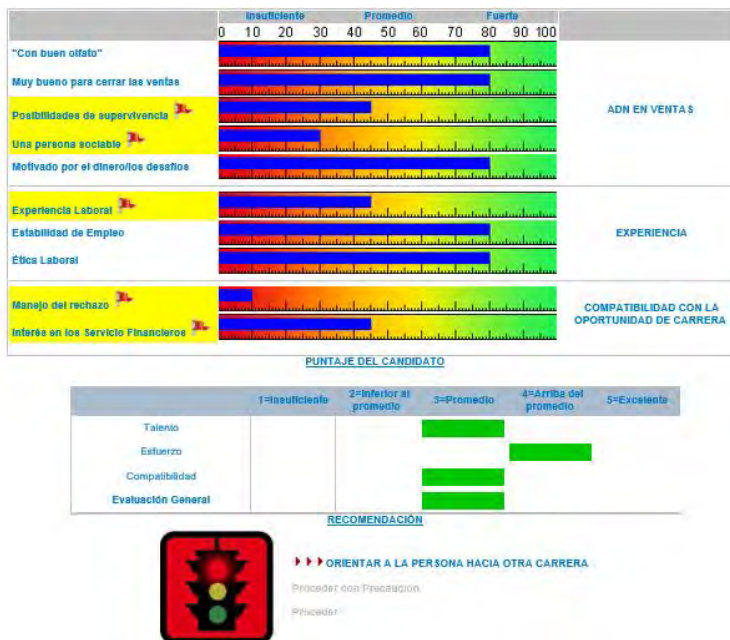 Insuficiente Promedio Fuerte
0 10 20 30 40 50 60 70 80 90 100
"Con buen olfato"
Muy bueno para cerrar las ventas
Posibilidades de supervivencia
Una persona sociable
Motivado por el dinero/los desafíos
ADN EN VENTAS
Experiencia Laboral
Estabilidad de Empleo
Ética Laboral
EXPERIENCIA
Manejo del rechazo
Interés en los Servicio Financieros
COMPATIBILIDAD CON LA
OPORTUNIDAD DE CARRERA
PUNTAJE DEL CANDIDATO
1=Insuficiente 2=Inferior al promedio 3=Promedio 4=Arriba del promedio 5=Excelente
Talento
Esfuerzo
Compatibilidad
Evaluación General
RECOMENDACIÓN
ORIENTAR A LA PERSONA HACIA OTRA CARRERA
Proceder con Precaucion
Proceder